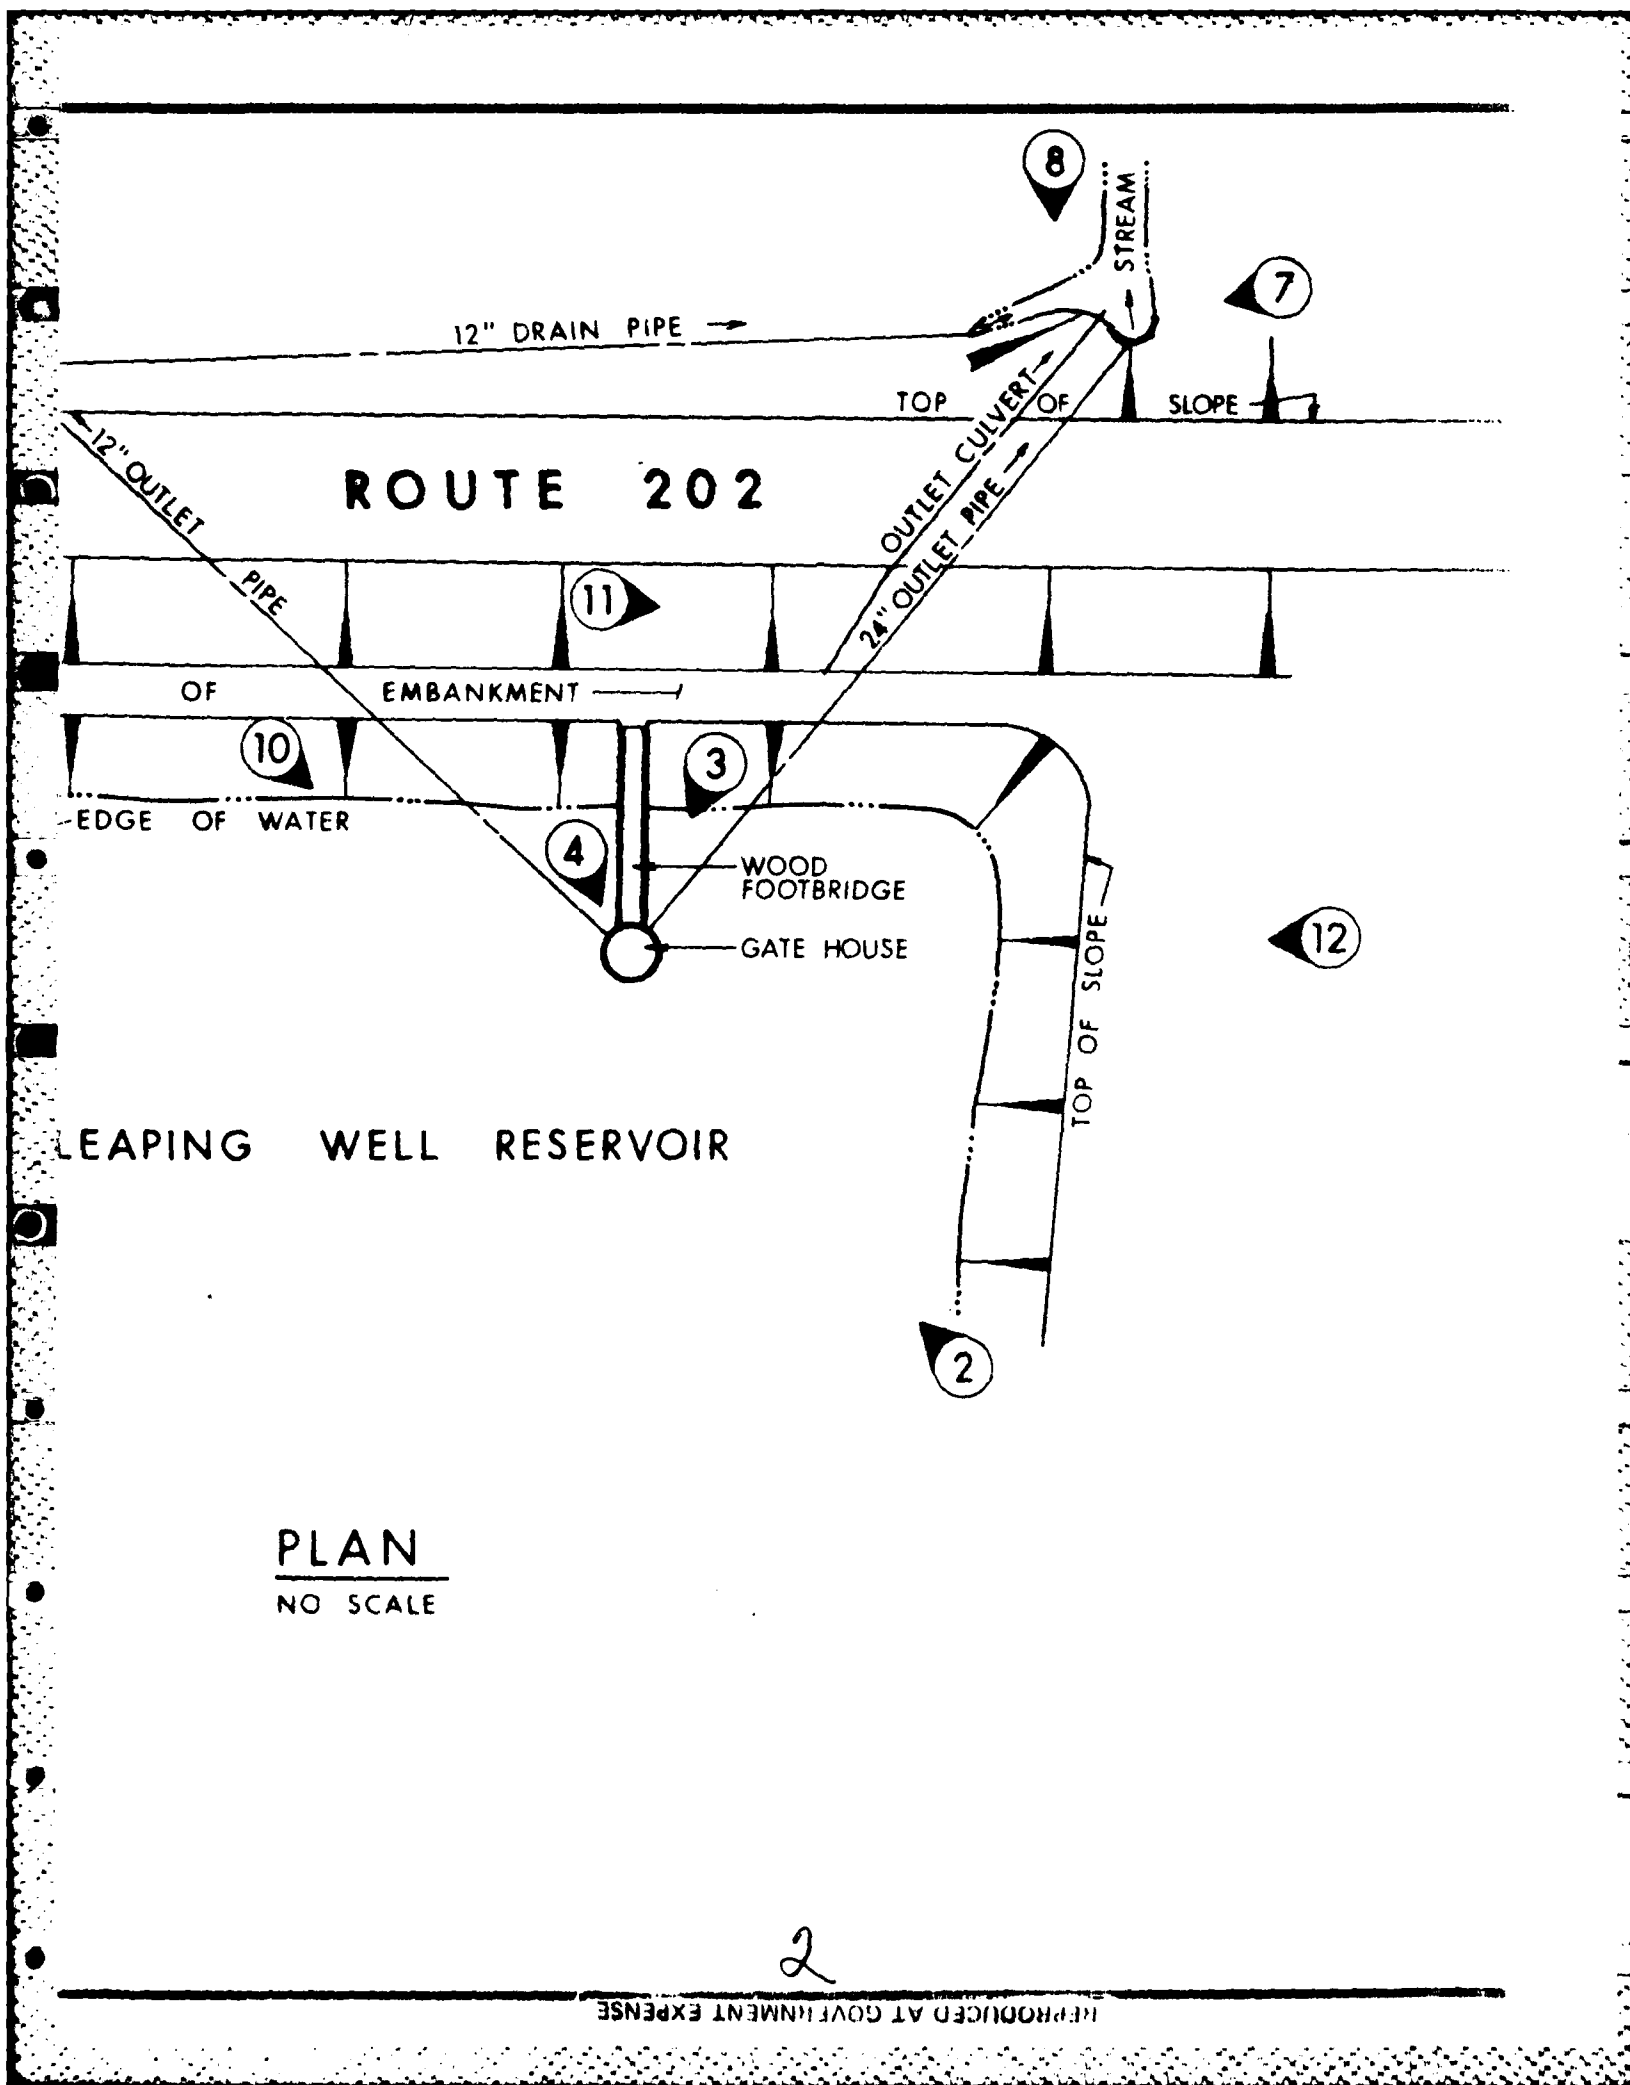 8
STREAM
7
12" DRAIN PIPE
TOP OF SLOPE
12" OUTLET PIPE
ROUTE 202
OUTLET CULVERT
24" OUTLET PIPE
11
OF EMBANKMENT
10
3
EDGE OF WATER
4
WOOD
FOOTBRIDGE
GATE HOUSE
12
TOP OF SLOPE
LEAPING WELL RESERVOIR
2
PLAN
NO SCALE
2
REPRODUCED AT GOVERNMENT EXPENSE